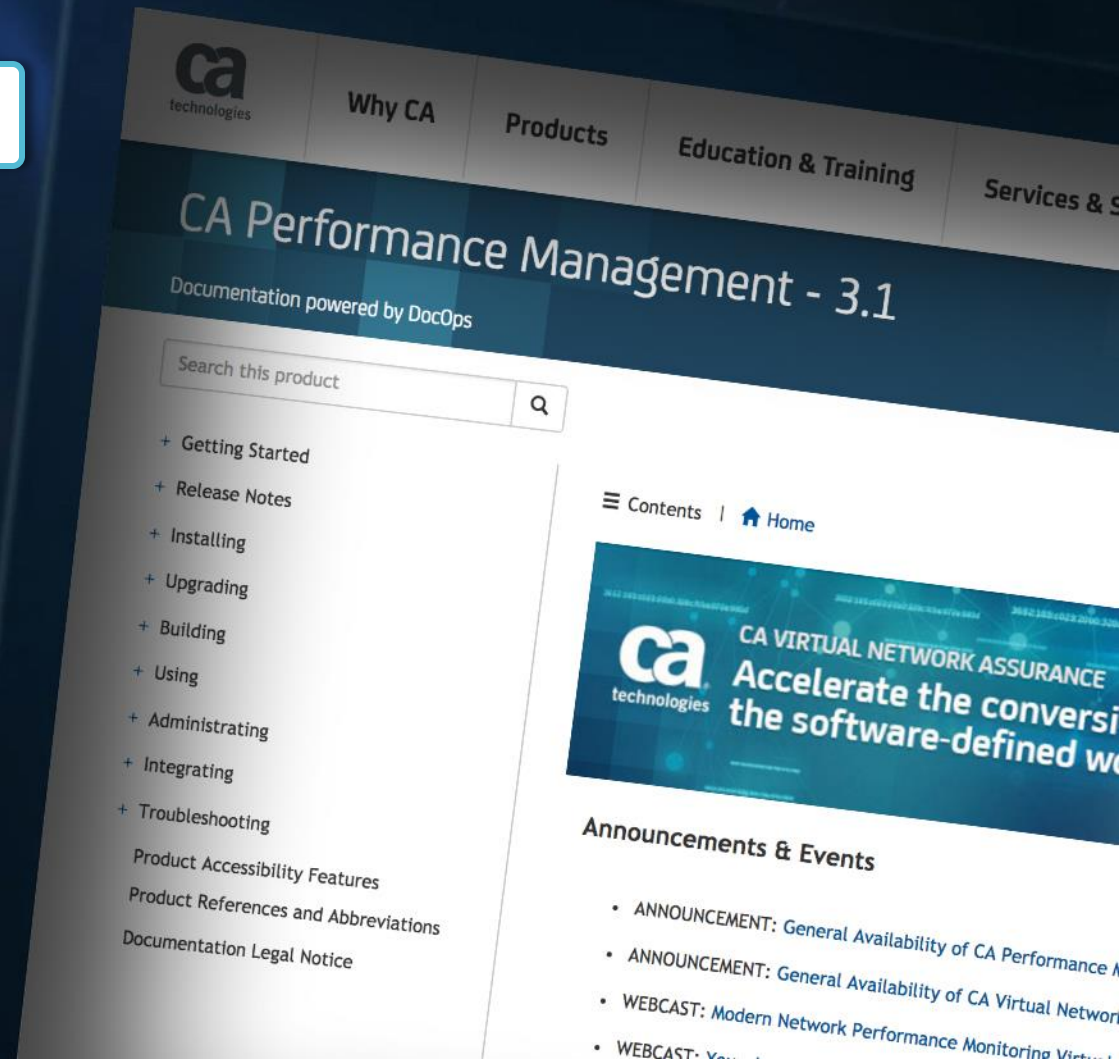 ca
technologies
Why CA
Products
Education & Training
Services &
CA Performance Management - 3.1
Documentation powered by DocOps
Search this product
+ Getting Started
+ Release Notes
+ Installing
+ Upgrading
+ Building
+ Using
+ Administrating
+ Integrating
+ Troubleshooting
Product Accessibility Features
Product References and Abbreviations
Documentation Legal Notice
Contents | Home
ca
technologies
CA VIRTUAL NETWORK ASSURANCE
Accelerate the conversi
the software-defined
Announcements & Events
• ANNOUNCEMENT: General Availability of CA Performance
• ANNOUNCEMENT: General Availability of CA Virtual Networ
• WEBCAST: Modern Network Performance Monitoring
• WEBCAST: